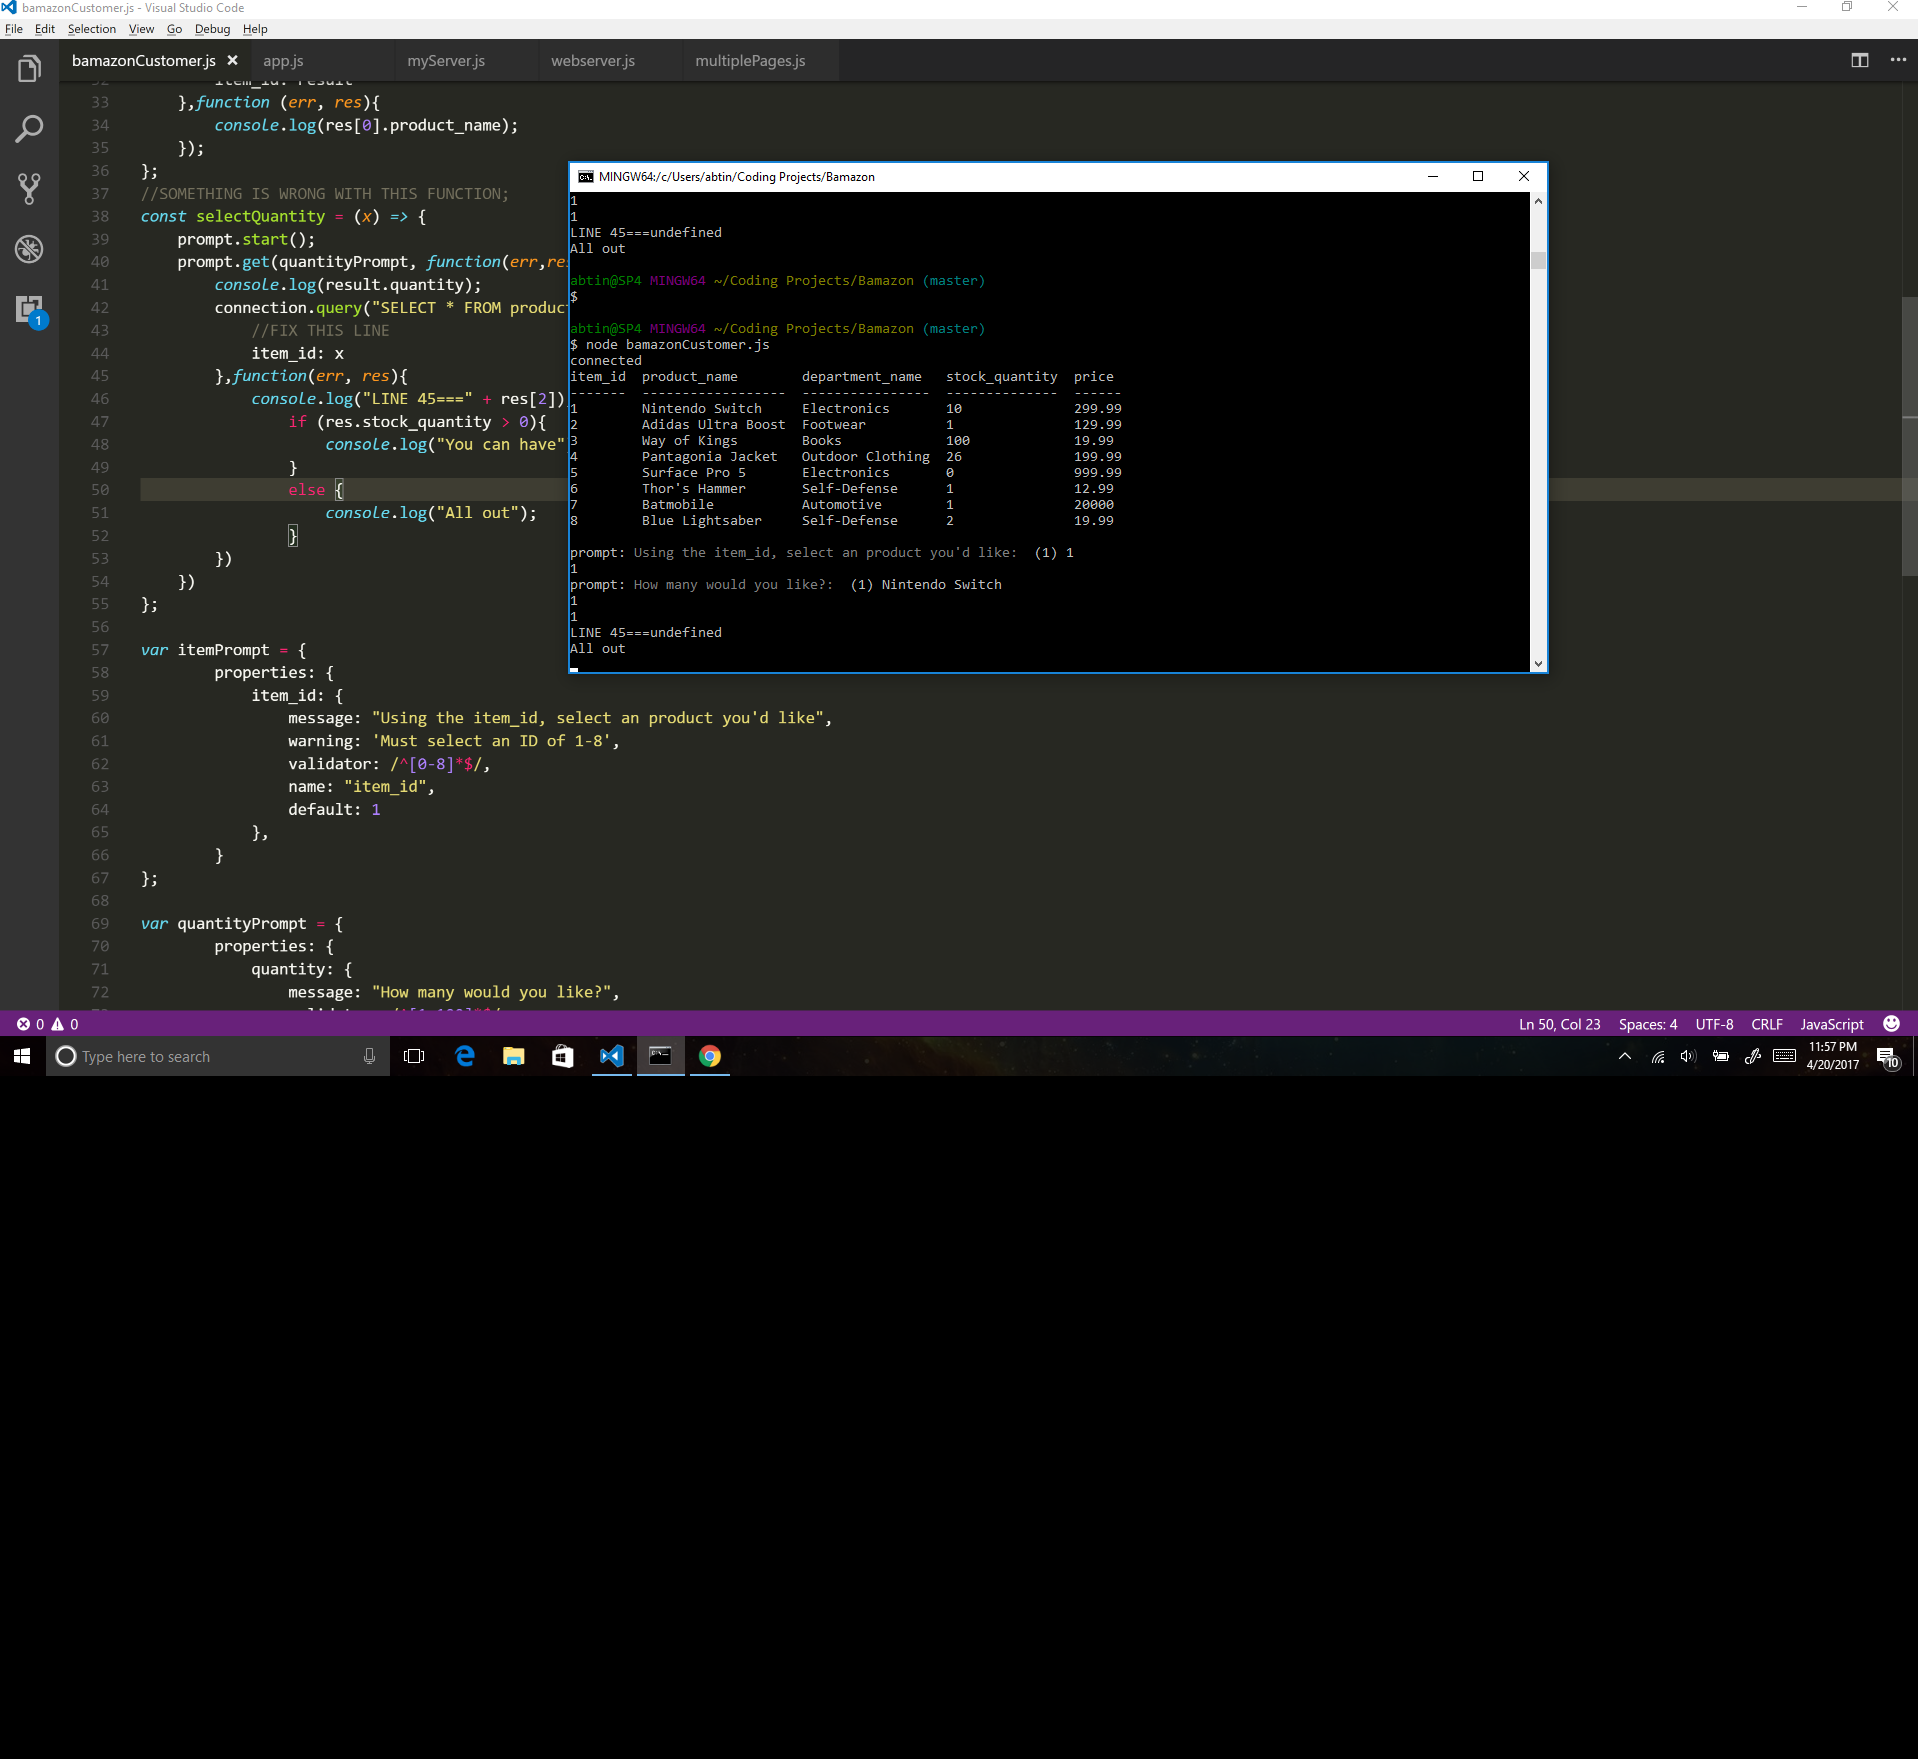 bamazonCustomer.js - Visual Studio Code
File Edit Selection View Go Debug Help
bamazonCustomer.js app.js myServer.js webserver.js multiplePages.js
32 item_id: result
33 },function (err, res){
34 console.log(res[0].product_name);
35 });
36 };
37 //SOMETHING IS WRONG WITH THIS FUNCTION;
38 const selectQuantity = (x) => {
39 prompt.start();
40 prompt.get(quantityPrompt, function(err,res
41 console.log(result.quantity);
42 connection.query("SELECT * FROM product
43 //FIX THIS LINE
44 item_id: x
45 },function(err, res){
46 console.log("LINE 45===" + res[2])
47 if (res.stock_quantity > 0){
48 console.log("You can have"
49 }
50 else {
51 console.log("All out");
52 }
53 })
54 })
55 };
56
57 var itemPrompt = {
58 properties: {
59 item_id: {
60 message: "Using the item_id, select an product you'd like",
61 warning: 'Must select an ID of 1-8',
62 validator: /^[0-8]*$/,
63 name: "item_id",
64 default: 1
65 },
66 }
67 };
68
69 var quantityPrompt = {
70 properties: {
71 quantity: {
72 message: "How many would you like?",
MINGW64:/c/Users/abtin/Coding Projects/Bamazon
1
1
LINE 45===undefined
All out
abtin@SP4 MINGW64 ~/Coding Projects/Bamazon (master)
$
abtin@SP4 MINGW64 ~/Coding Projects/Bamazon (master)
$ node bamazonCustomer.js
connected
item_id product_name department_name stock_quantity price
------- ------------------ ---------------- -------------- ------
1 Nintendo Switch Electronics 10 299.99
2 Adidas Ultra Boost Footwear 1 129.99
3 Way of Kings Books 100 19.99
4 Pantagonia Jacket Outdoor Clothing 26 199.99
5 Surface Pro 5 Electronics 0 999.99
6 Thor's Hammer Self-Defense 1 12.99
7 Batmobile Automotive 1 20000
8 Blue Lightsaber Self-Defense 2 19.99
prompt: Using the item_id, select an product you'd like: (1) 1
1
prompt: How many would you like?: (1) Nintendo Switch
1
1
LINE 45===undefined
All out
1
0 0 Ln 50, Col 23 Spaces: 4 UTF-8 CRLF JavaScript
Type here to search
11:57 PM
4/20/2017
10